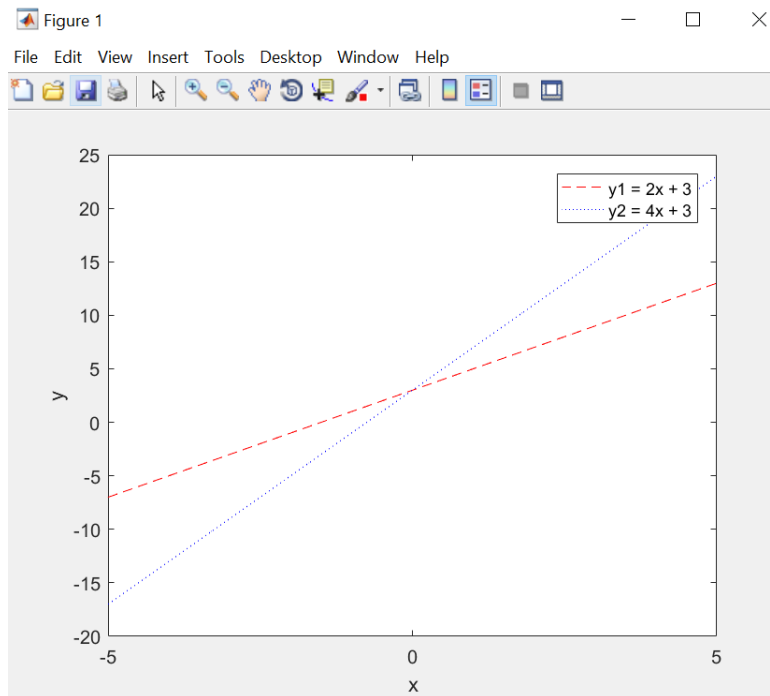 Figure 1
File Edit View Insert Tools Desktop Window Help
25
y1 = 2x + 3
y2 = 4x + 3
20
15
10
5
y
0
-5
-10
-15
-20
-5 0 5
x